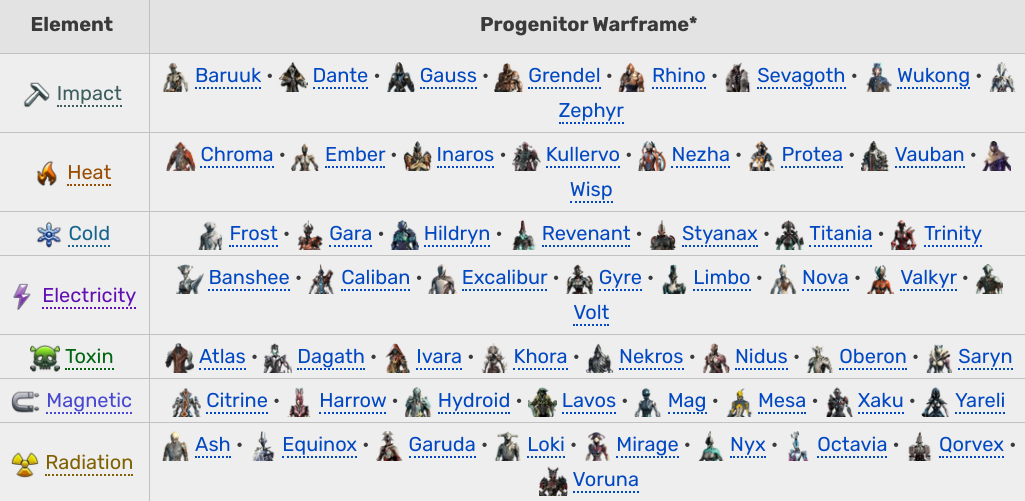 Element Progenitor Warframe*
Impact Baruuk • Dante • Gauss • Grendel • Rhino • Sevagoth • Wukong •
Zephyr
Heat Chroma • Ember • Inaros • Kullervo • Nezha • Protea • Vauban •
Wisp
Cold Frost • Gara • Hildryn • Revenant • Styanax • Titania • Trinity
Electricity Banshee • Caliban • Excalibur • Gyre • Limbo • Nova • Valkyr •
Volt
Toxin Atlas • Dagath • Ivara • Khora • Nekros • Nidus • Oberon • Saryn
Magnetic Citrine • Harrow • Hydroid • Lavos • Mag • Mesa • Xaku • Yareli
Radiation Ash • Equinox • Garuda • Loki • Mirage • Nyx • Octavia • Qorvex •
Voruna